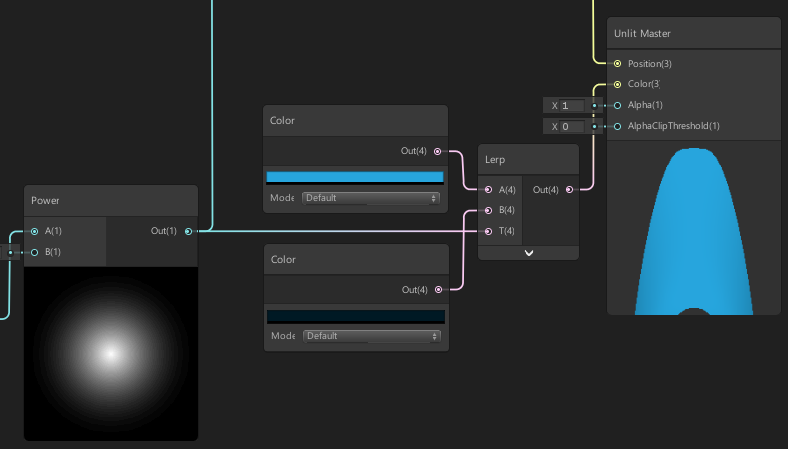 Unlit Master
Position(3)
Color(3)
X 1
Alpha(1)
X 0
AlphaClipThreshold(1)
Color
Out(4)
Mode
Default
Lerp
A(4)
Out(4)
B(4)
T(4)
Power
A(1)
Out(1)
B(1)
Color
Out(4)
Mode
Default